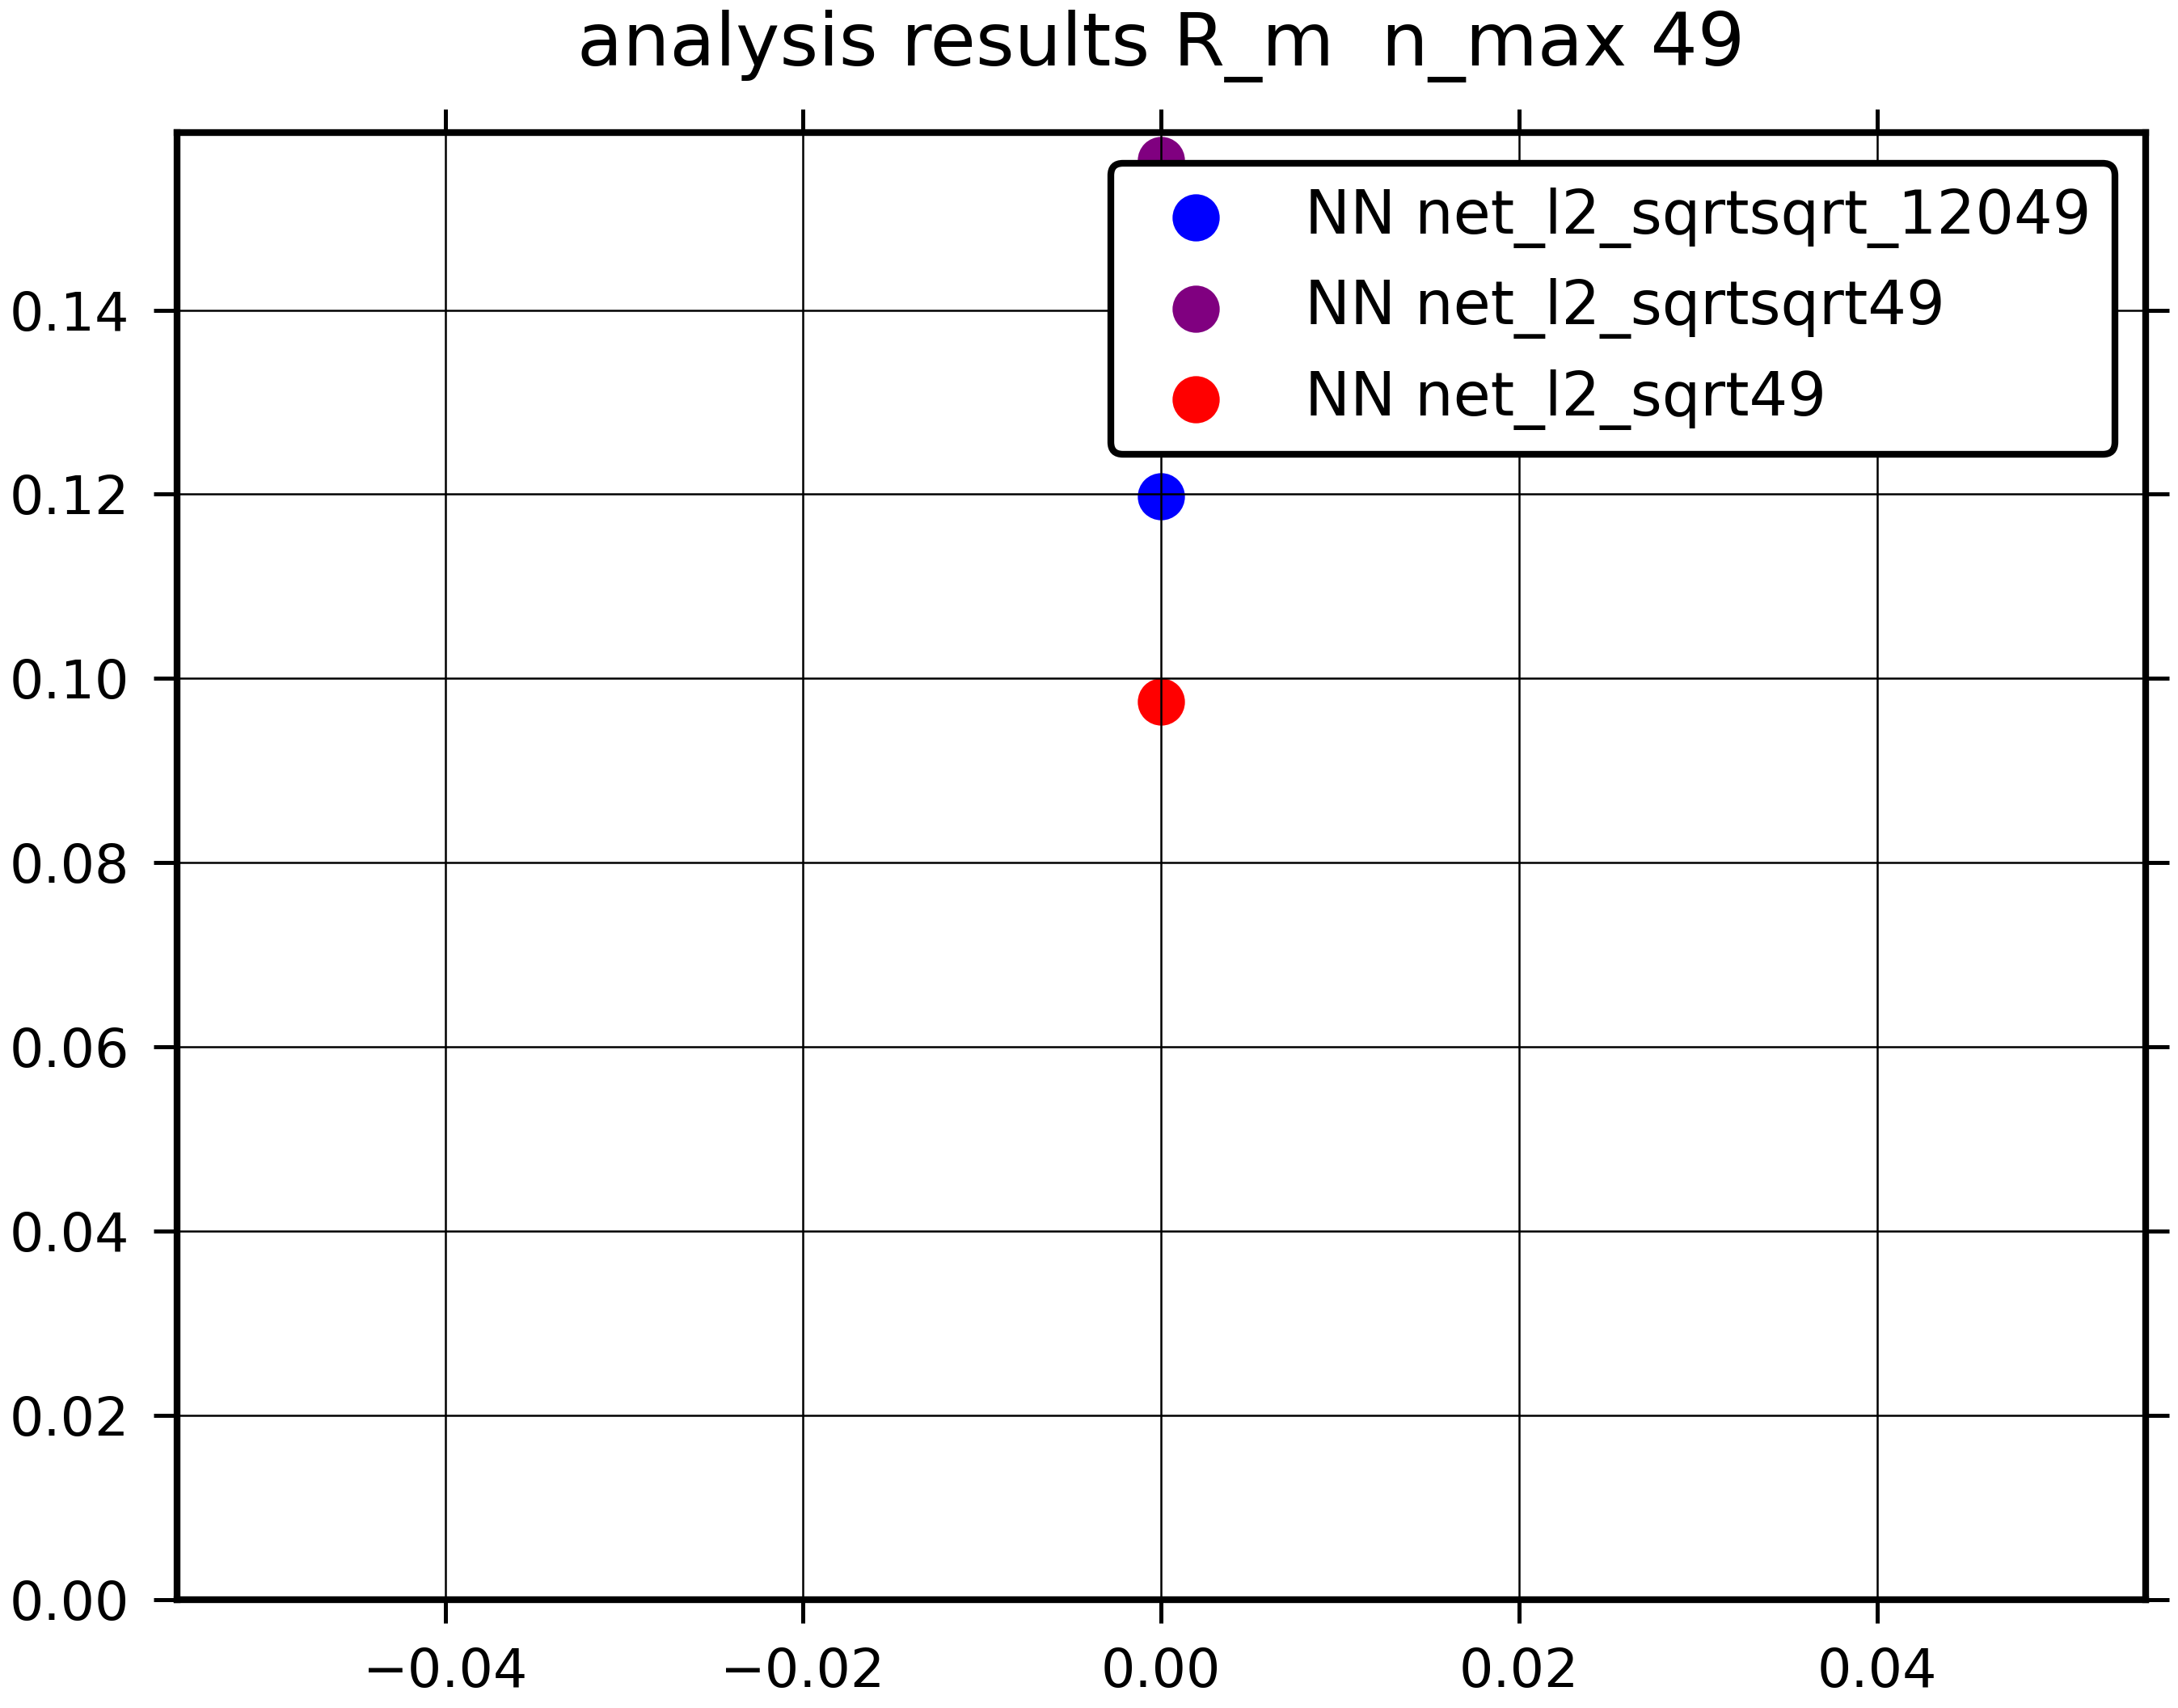 analysis results R_m  n_max 49
NN net_l2_sqrtsqrt_12049
NN net_l2_sqrtsqrt49
NN net_l2_sqrt49
0.14
0.12
0.10
0.08
0.06
0.04
0.02
0.00
−0.04 −0.02 0.00 0.02 0.04